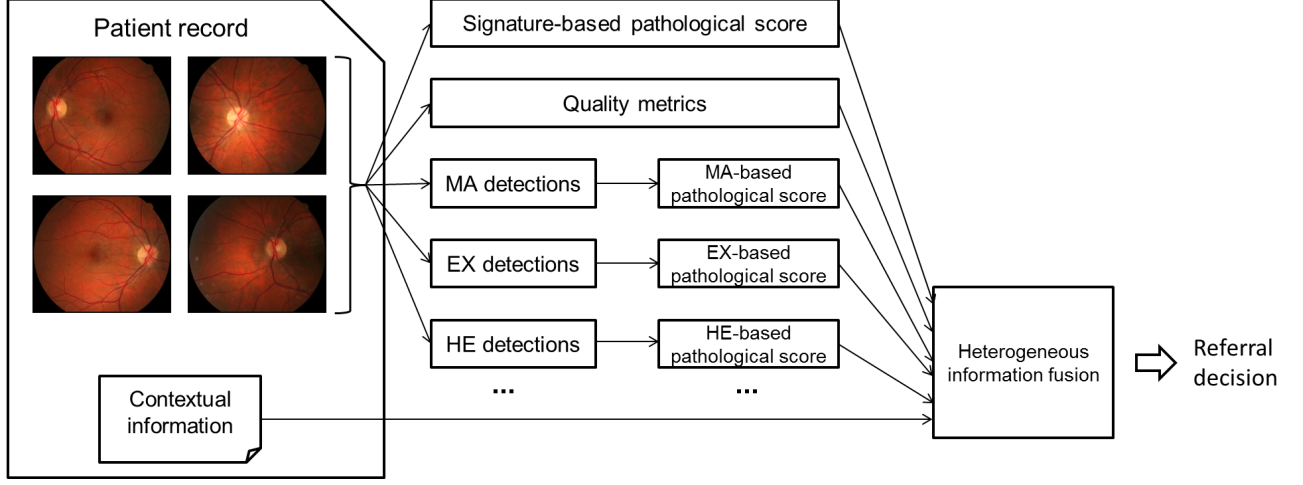 Patient record
Signature-based pathological score
Quality metrics
MA detections
MA-based
pathological score
EX detections
EX-based
pathological score
HE detections
HE-based
pathological score
...
...
Contextual
information
Heterogeneous
information fusion
Referral
decision